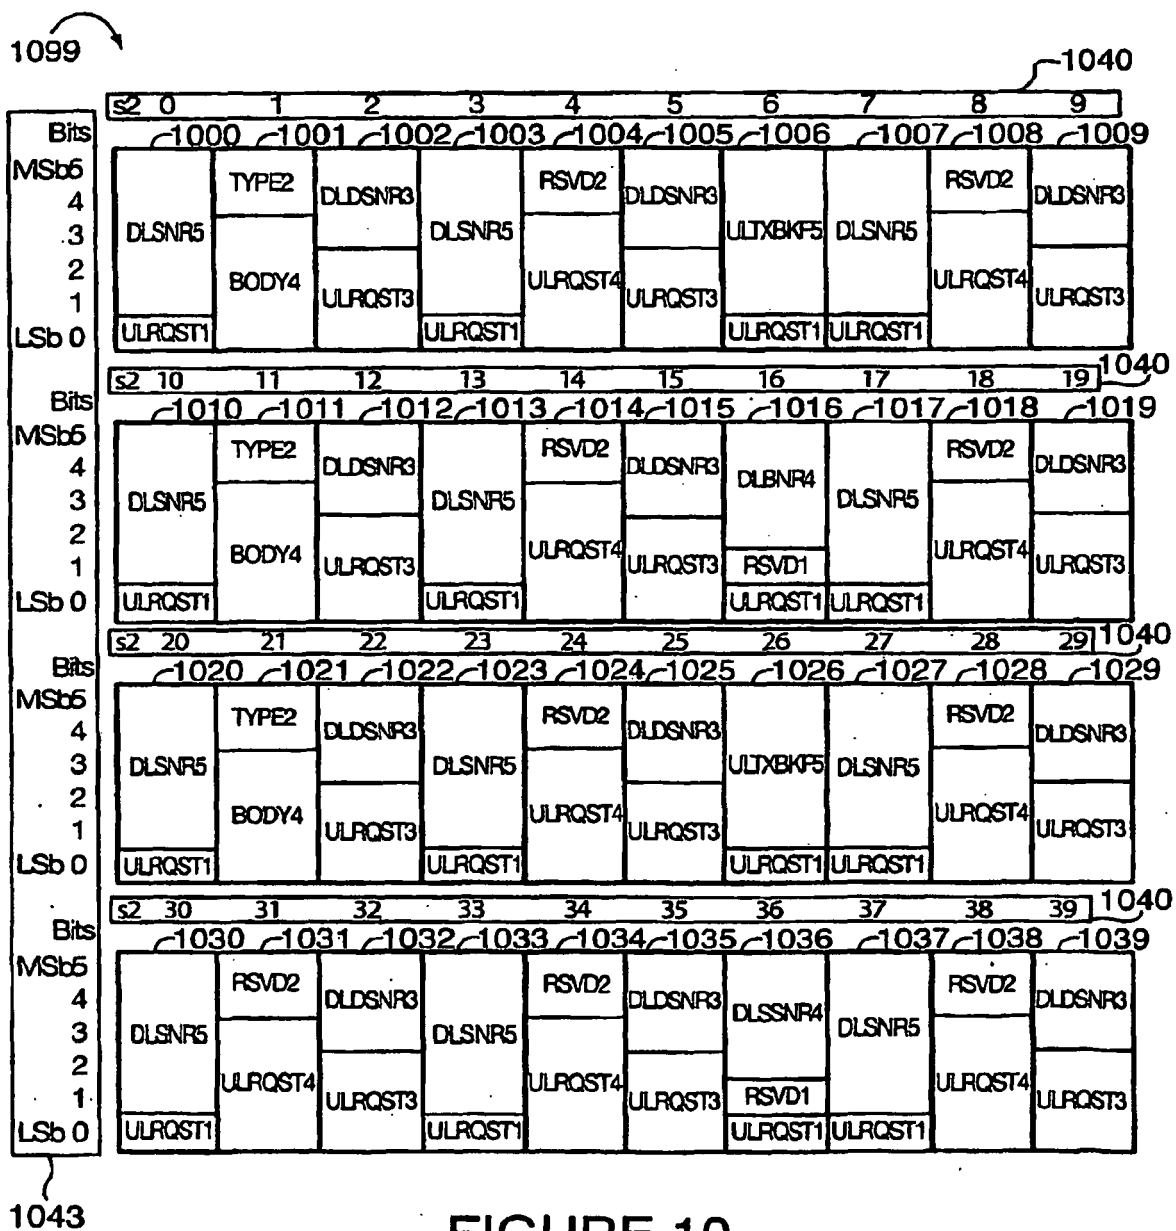 1099
1040
s2 0 1 2 3 4 5 6 7 8 9
Bits 1000 1001 1002 1003 1004 1005 1006 1007 1008 1009
MSb5
4
3
2
1
LSb 0
DLSNR5 TYPE2 DLDSNR3 DLSNR5 RSVD2 DLDSNR3 ULTXBKF5 DLSNR5 RSVD2 DLDSNR3
ULRQST1 BODY4 ULRQST3 ULRQST1 ULRQST4 ULRQST3 ULRQST1 ULRQST1 ULRQST4 ULRQST3
s2 10 11 12 13 14 15 16 17 18 19 1040
Bits 1010 1011 1012 1013 1014 1015 1016 1017 1018 1019
MSb5
4
3
2
1
LSb 0
DLSNR5 TYPE2 DLDSNR3 DLSNR5 RSVD2 DLDSNR3 DLBNR4 DLSNR5 RSVD2 DLDSNR3
RSVD1
ULRQST1 BODY4 ULRQST3 ULRQST1 ULRQST4 ULRQST3 ULRQST1 ULRQST1 ULRQST4 ULRQST3
s2 20 21 22 23 24 25 26 27 28 29 1040
Bits 1020 1021 1022 1023 1024 1025 1026 1027 1028 1029
MSb5
4
3
2
1
LSb 0
DLSNR5 TYPE2 DLDSNR3 DLSNR5 RSVD2 DLDSNR3 ULTXBKF5 DLSNR5 RSVD2 DLDSNR3
ULRQST1 BODY4 ULRQST3 ULRQST1 ULRQST4 ULRQST3 ULRQST1 ULRQST1 ULRQST4 ULRQST3
s2 30 31 32 33 34 35 36 37 38 39 1040
Bits 1030 1031 1032 1033 1034 1035 1036 1037 1038 1039
MSb5
4
3
2
1
LSb 0
DLSNR5 RSVD2 DLDSNR3 DLSNR5 RSVD2 DLDSNR3 DLSSNR4 DLSNR5 RSVD2 DLDSNR3
RSVD1
ULRQST1 ULRQST4 ULRQST3 ULRQST1 ULRQST4 ULRQST3 ULRQST1 ULRQST1 ULRQST4 ULRQST3
1043
FIGURE 10